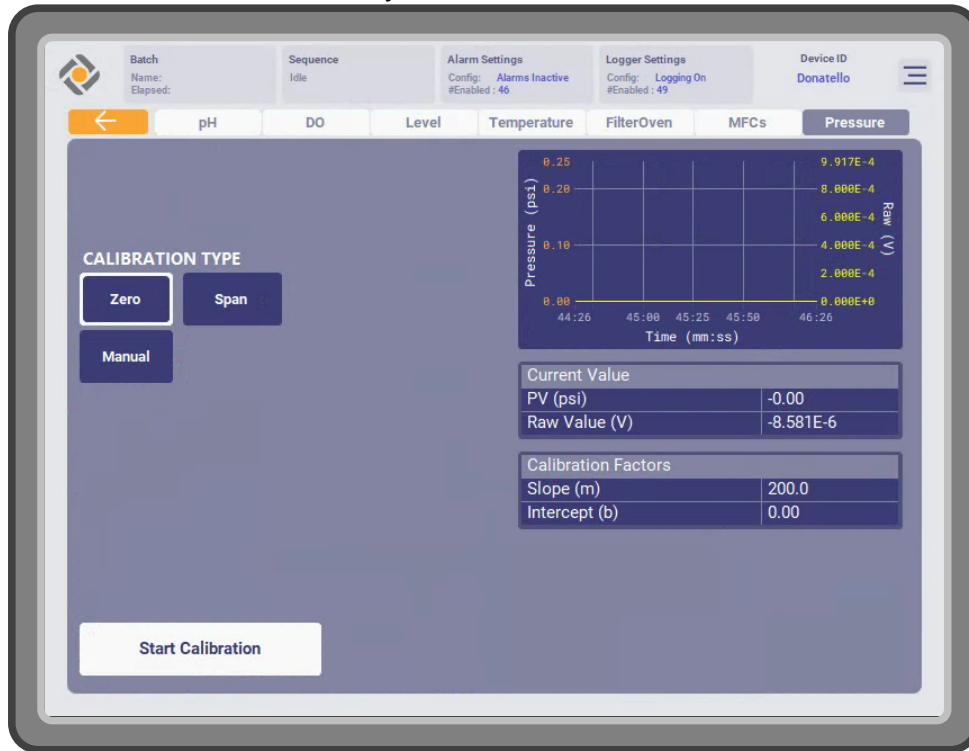 Batch
Name:
Elapsed:
Sequence
Idle
Alarm Settings
Config: Alarms Inactive
#Enabled : 46
Logger Settings
Config: Logging On
#Enabled : 49
Device ID
Donatello
pH DO Level Temperature FilterOven MFCs Pressure
CALIBRATION TYPE
Zero Span
Manual
Start Calibration
Pressure (psi)
0.25
0.20
0.10
0.00
9.917E-4
8.000E-4
6.000E-4
4.000E-4
2.000E-4
0.000E+0
Raw (V)
44:26 45:00 45:25 45:50 46:26
Time (mm:ss)
Current Value
PV (psi) -0.00
Raw Value (V) -8.581E-6
Calibration Factors
Slope (m) 200.0
Intercept (b) 0.00